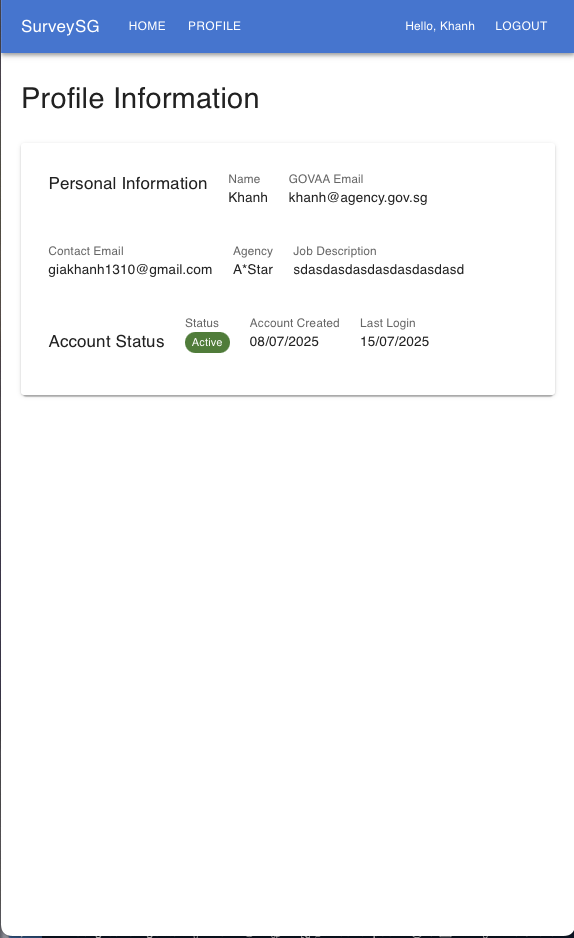 SurveySG HOME PROFILE Hello, Khanh LOGOUT
Profile Information
Personal Information
Name
Khanh
GOVAA Email
khanh@agency.gov.sg
Contact Email
giakhanh1310@gmail.com
Agency
A*Star
Job Description
sdasdasdasdasdasdasdasd
Account Status
Status
Active
Account Created
08/07/2025
Last Login
15/07/2025